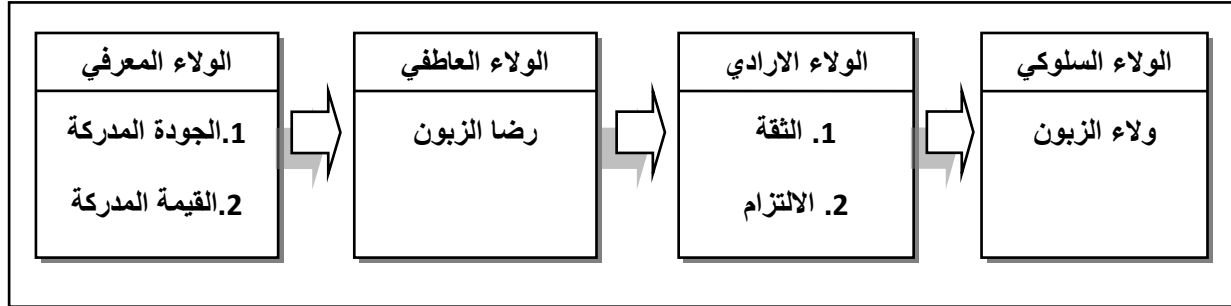 الولاء المعرفي
1.الجودة المدركة
2.القيمة المدركة
الولاء العاطفي
رضا الزبون
الولاء الارادي
1. الثقة
2. الالتزام
الولاء السلوكي
ولاء الزبون